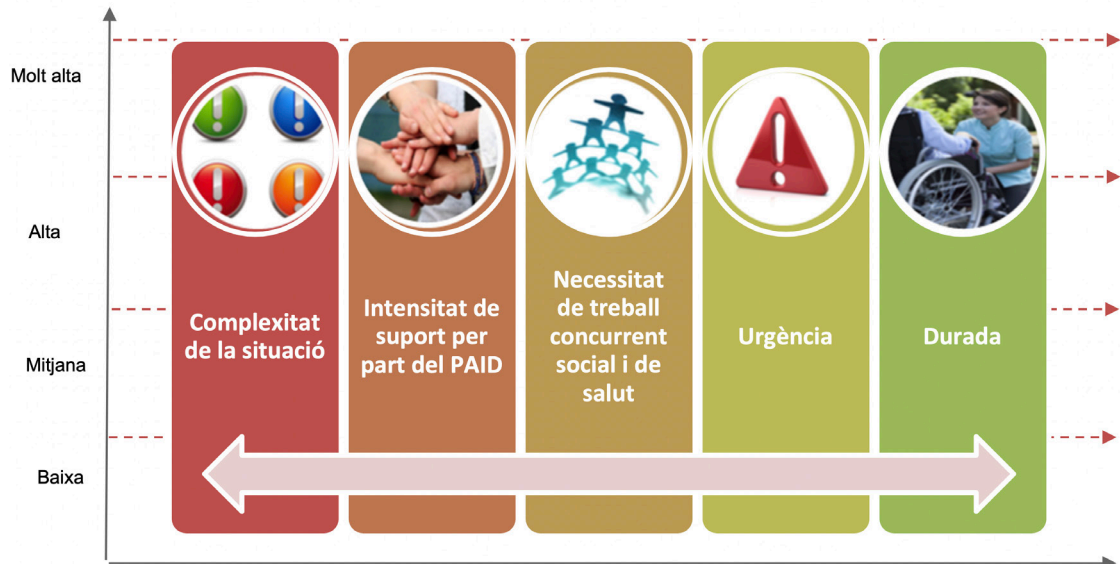 Molt alta
Alta
Mitjana
Baixa
Complexitat
de la situació
Intensitat de
suport per
part del PAID
Necessitat
de treball
concurrent
social i de
salut
Urgència
Durada